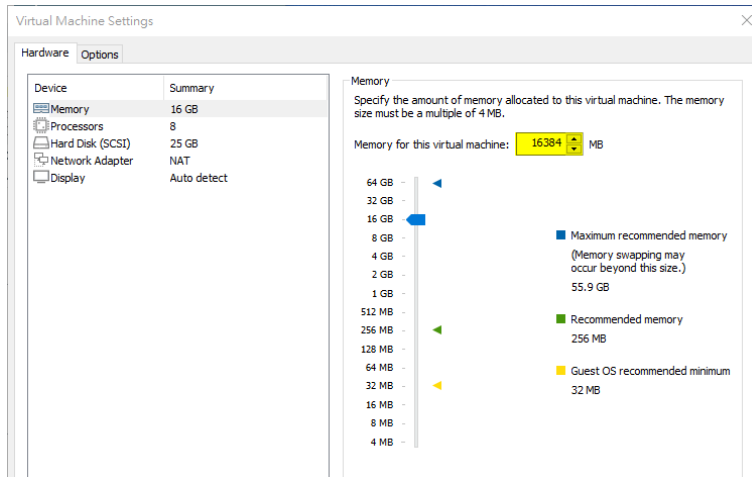 Virtual Machine Settings
Hardware Options
Device Summary
Memory 16 GB
Processors 8
Hard Disk (SCSI) 25 GB
Network Adapter NAT
Display Auto detect
Memory
Specify the amount of memory allocated to this virtual machine. The memory
size must be a multiple of 4 MB.
Memory for this virtual machine: 16384 MB
64 GB
32 GB
16 GB
8 GB
4 GB
2 GB
1 GB
512 MB
256 MB
128 MB
64 MB
32 MB
16 MB
8 MB
4 MB
Maximum recommended memory
(Memory swapping may
occur beyond this size.)
55.9 GB
Recommended memory
256 MB
Guest OS recommended minimum
32 MB